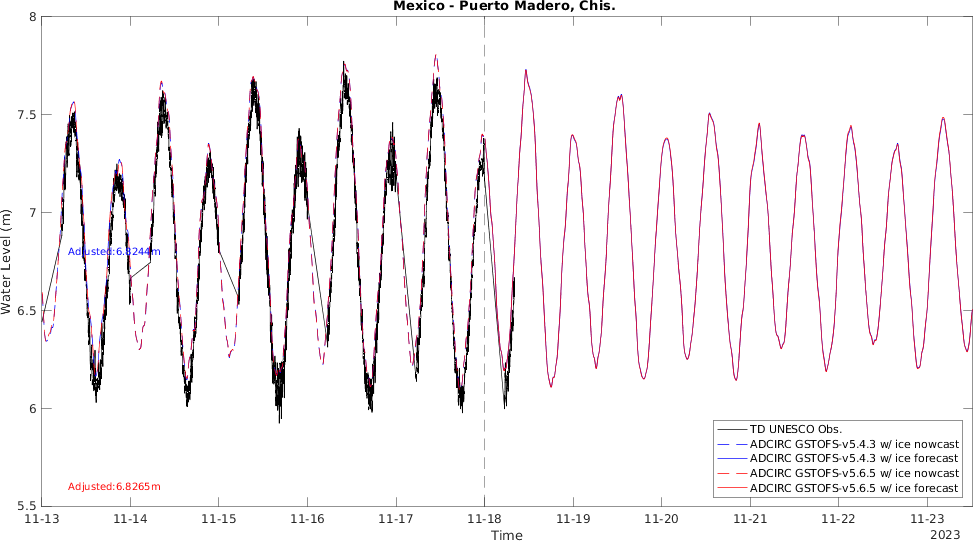 Mexico - Puerto Madero, Chis.
8
7.5
7
6.5
6
5.5
Water Level (m)
Adjusted:6.8244m
Adjusted:6.8265m
TD UNESCO Obs.
ADCIRC GSTOFS-v5.4.3 w/ ice nowcast
ADCIRC GSTOFS-v5.4.3 w/ ice forecast
ADCIRC GSTOFS-v5.6.5 w/ ice nowcast
ADCIRC GSTOFS-v5.6.5 w/ ice forecast
11-13 11-14 11-15 11-16 11-17 11-18 11-19 11-20 11-21 11-22 11-23
Time
2023